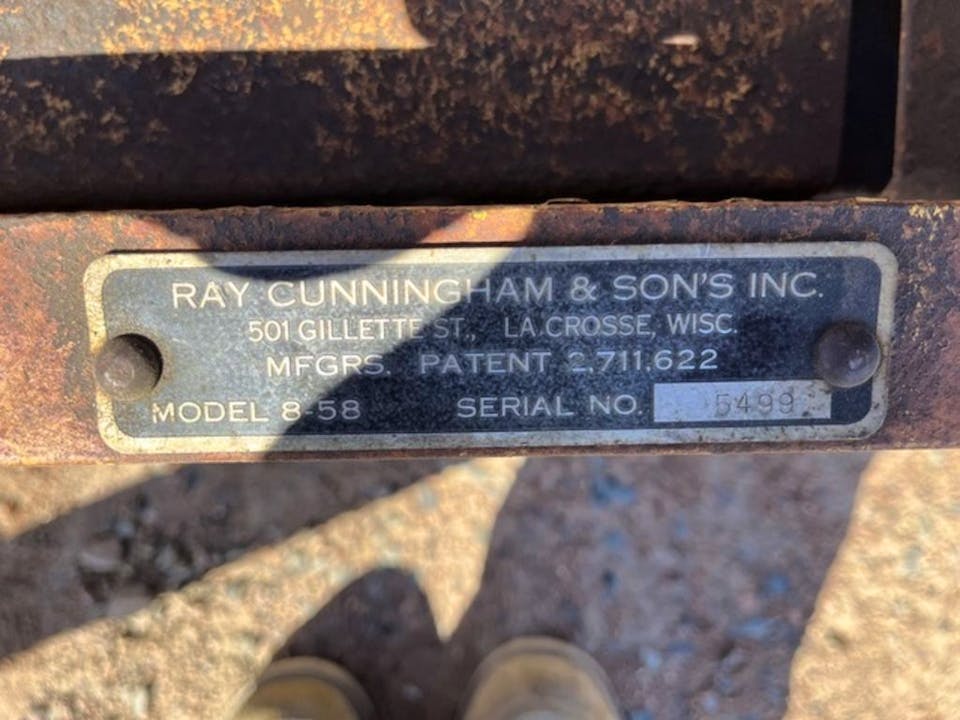 RAY CUNNINGHAM & SON'S INC.
501 GILLETTE ST., LA CROSSE, WISC.
MFGRS. PATENT 2,711,622
MODEL 8-58 SERIAL NO. 5499